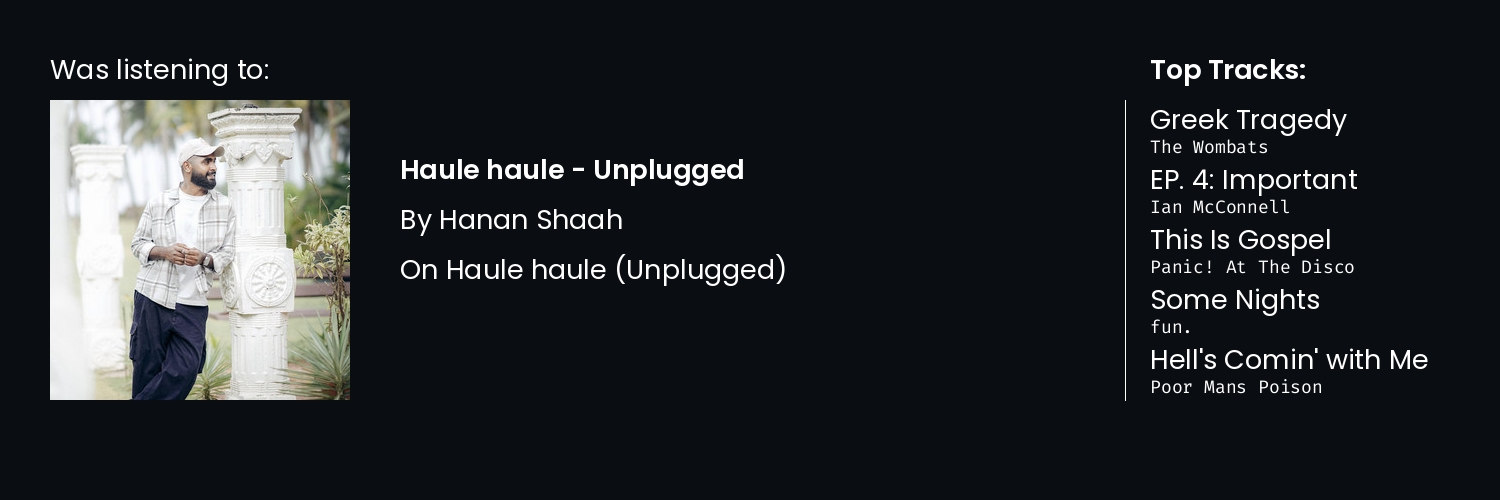 Was listening to:
Haule haule - Unplugged
By Hanan Shaah
On Haule haule (Unplugged)
Top Tracks:
Greek Tragedy
The Wombats
EP. 4: Important
Ian McConnell
This Is Gospel
Panic! At The Disco
Some Nights
fun.
Hell's Comin' with Me
Poor Mans Poison